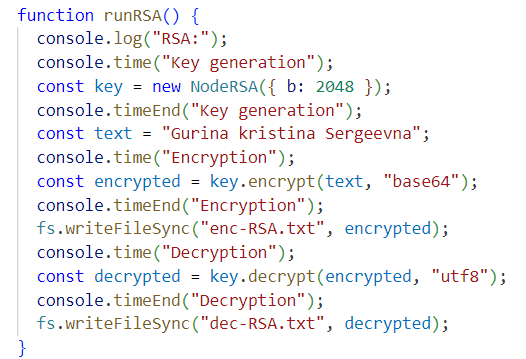 function runRSA() {
  console.log("RSA:");
  console.time("Key generation");
  const key = new NodeRSA({ b: 2048 });
  console.timeEnd("Key generation");
  const text = "Gurina kristina Sergeevna";
  console.time("Encryption");
  const encrypted = key.encrypt(text, "base64");
  console.timeEnd("Encryption");
  fs.writeFileSync("enc-RSA.txt", encrypted);
  console.time("Decryption");
  const decrypted = key.decrypt(encrypted, "utf8");
  console.timeEnd("Decryption");
  fs.writeFileSync("dec-RSA.txt", decrypted);
}